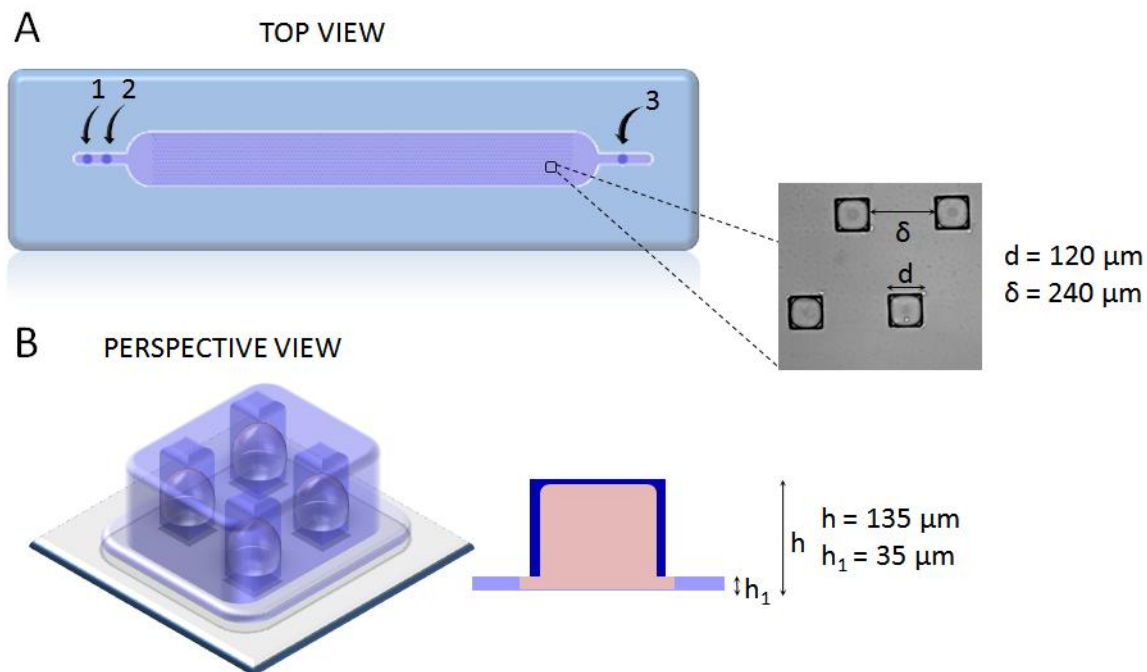 A
TOP VIEW
1
2
3
δ
d
d = 120 µm
δ = 240 µm
B
PERSPECTIVE VIEW
h
h₁
h = 135 µm
h₁ = 35 µm